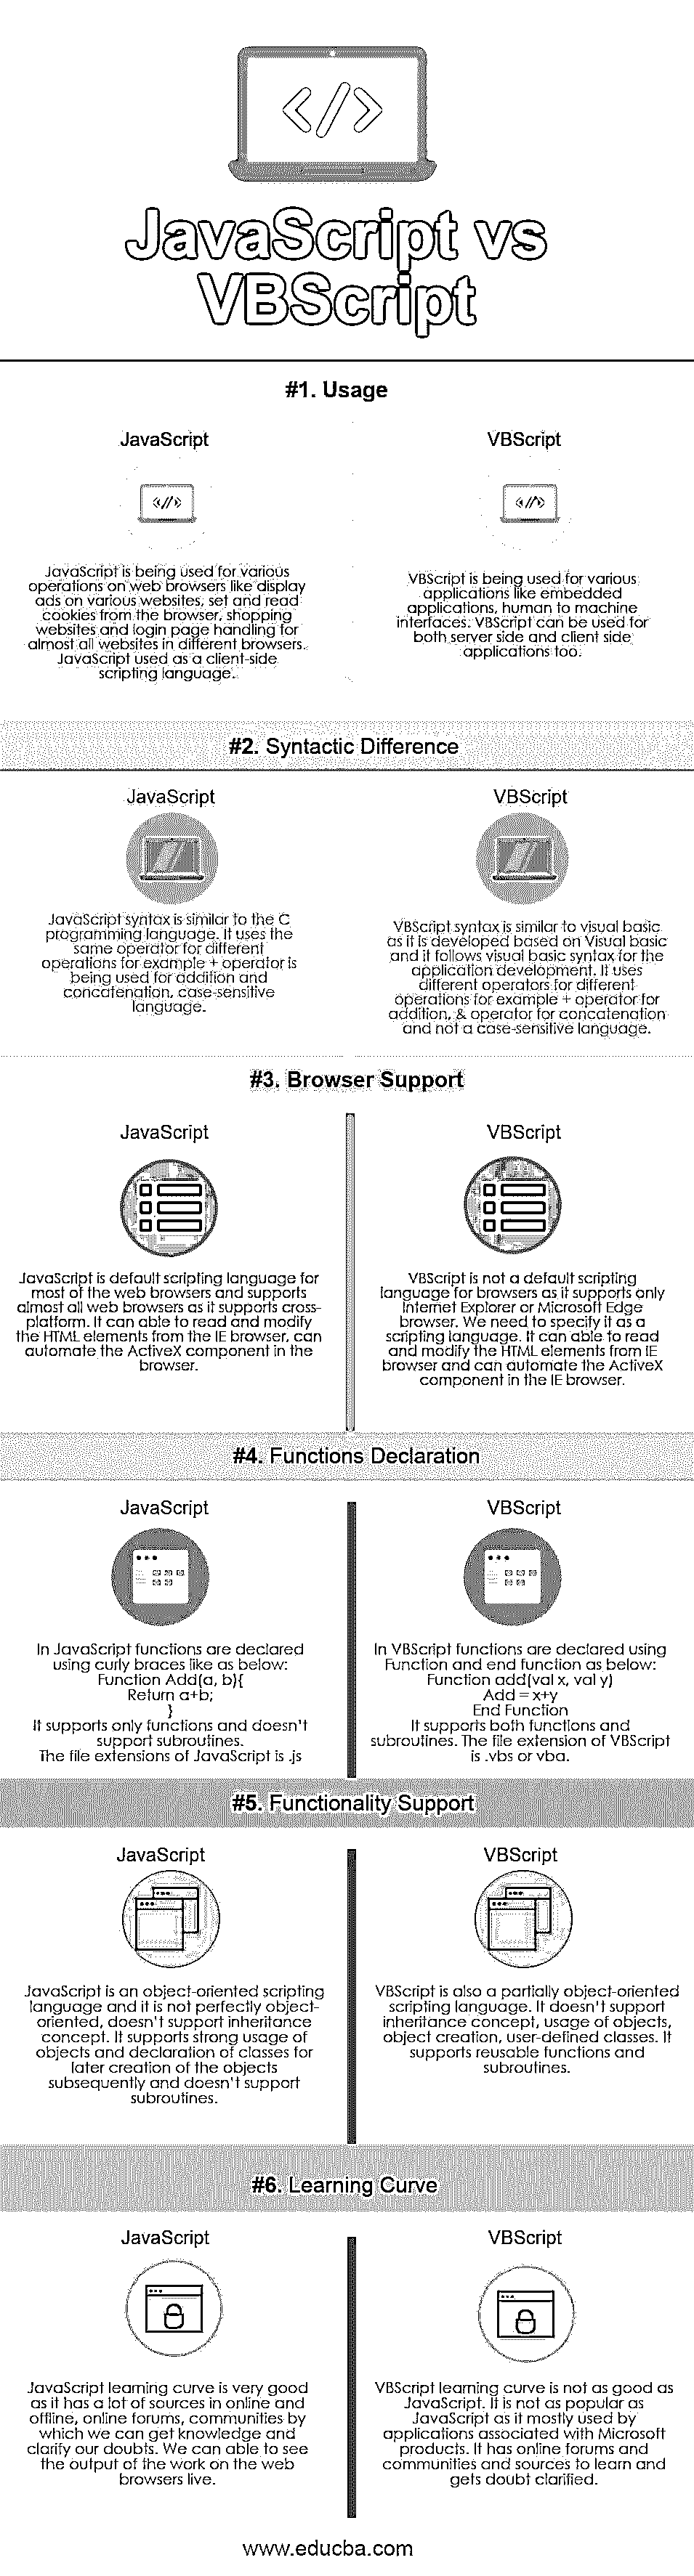 </>
JavaScript vs
VBScript
#1. Usage
JavaScript
</>
JavaScript is being used for various
operations on web browsers like display
ads on various websites, set and read
cookies from the browser, shopping
websites and login page handling for
almost all websites in different browsers.
JavaScript used as a client-side
scripting language.
VBScript
</>
VBScript is being used for various
applications like embedded
applications, human to machine
interfaces. VBScript can be used for
both server side and client side
applications too.
#2. Syntactic Difference
JavaScript
JavaScript syntax is similar to the C
programming language. It uses the
same operator for different
operations for example + operator is
being used for addition and
concatenation, case-sensitive
language.
VBScript
VBScript syntax is similar to visual basic
as it is developed based on Visual basic
and it follows visual basic syntax for the
application development. It uses
different operators for different
operations for example + operator for
addition, & operator for concatenation
and not a case-sensitive language.
#3. Browser Support
JavaScript
JavaScript is default scripting language for
most of the web browsers and supports
almost all web browsers as it supports cross-
platform. It can able to read and modify
the HTML elements from the IE browser, can
automate the ActiveX component in the
browser.
VBScript
VBScript is not a default scripting
language for browsers as it supports only
Internet Explorer or Microsoft Edge
browser. We need to specify it as a
scripting language. It can able to read
and modify the HTML elements from IE
browser and can automate the ActiveX
component in the IE browser.
#4. Functions Declaration
JavaScript
In JavaScript functions are declared
using curly braces like as below:
Function Add(a, b){
Return a+b;
}
It supports only functions and doesn't
support subroutines.
The file extensions of JavaScript is .js
VBScript
In VBScript functions are declared using
Function and end function as below:
Function add(val x, val y)
Add = x+y
End Function
It supports both functions and
subroutines. The file extension of VBScript
is .vbs or vba.
#5. Functionality Support
JavaScript
JavaScript is an object-oriented scripting
language and it is not perfectly object-
oriented, doesn't support inheritance
concept. It supports strong usage of
objects and declaration of classes for
later creation of the objects
subsequently and doesn't support
subroutines.
VBScript
VBScript is also a partially object-oriented
scripting language. It doesn't support
inheritance concept, usage of objects,
object creation, user-defined classes. It
supports reusable functions and
subroutines.
#6. Learning Curve
JavaScript
JavaScript learning curve is very good
as it has a lot of sources in online and
offline, online forums, communities by
which we can get knowledge and
clarify our doubts. We can able to see
the output of the work on the web
browsers live.
VBScript
VBScript learning curve is not as good as
JavaScript. It is not as popular as
JavaScript as it mostly used by
applications associated with Microsoft
products. It has online forums and
communities and sources to learn and
gets doubt clarified.
www.educba.com